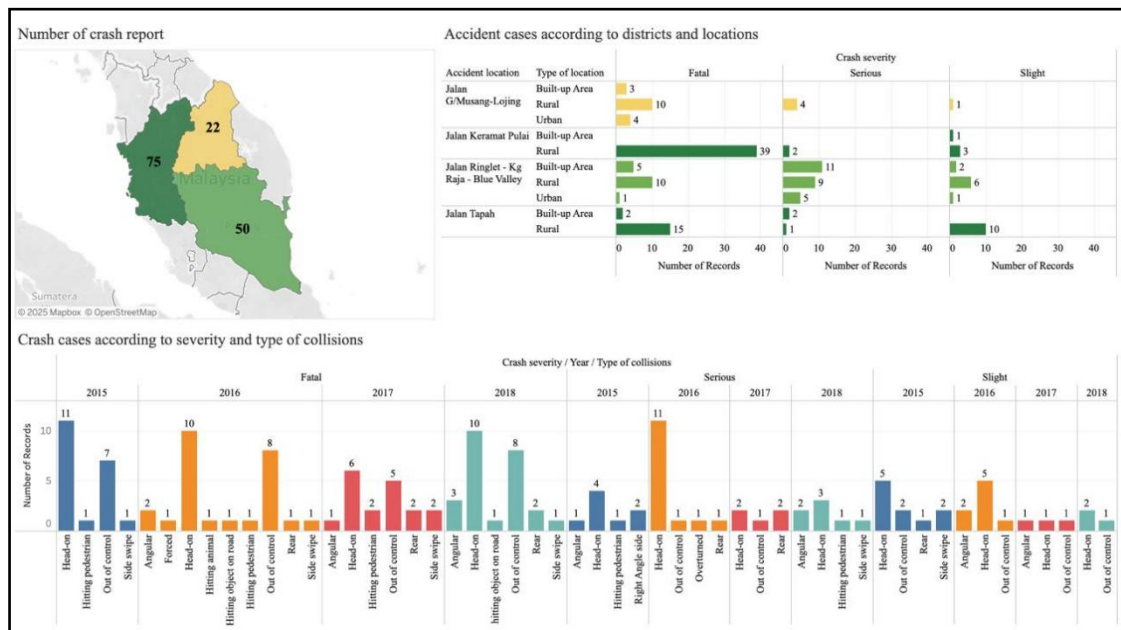 Number of crash report
75
22
Malaysia
50
Sumatera
© 2025 Mapbox © OpenStreetMap
Accident cases according to districts and locations
Crash severity
Accident location Type of location Fatal Serious Slight
Jalan G/Musang-Lojing Built-up Area 3
Rural 10 4 1
Urban 4
Jalan Keramat Pulai Built-up Area 1
Rural 39 2 3
Jalan Ringlet - Kg Raja - Blue Valley Built-up Area 5 11 2
Rural 10 9 6
Urban 1 5 1
Jalan Tapah Built-up Area 2 2
Rural 15 1 10
0 10 20 30 40 0 10 20 30 40 0 10 20 30 40
Number of Records Number of Records Number of Records
Crash cases according to severity and type of collisions
Crash severity / Year / Type of collisions
Fatal Serious Slight
2015 2016 2017 2018 2015 2016 2017 2018 2015 2016 2017 2018
Number of Records
10
5
0
11 1 7 1 2 1 10 1 1 1 8 1 1 1 6 2 5 2 2 3 10 1 8 2 1 1 4 1 2 11 1 1 1 2 1 2 2 3 1 1 5 2 1 2 2 5 1 1 1 1 2 1
Head-on
Hitting pedestrian
Out of control
Side swipe
Angular
Forced
Head-on
Hitting animal
Hitting object on road
Hitting pedestrian
Out of control
Rear
Side swipe
Angular
Head-on
Hitting pedestrian
Out of control
Rear
Side swipe
Angular
Head-on
hitting object on road
Out of control
Rear
Side swipe
Angular
Head-on
Hitting pedestrian
Right Angle side
Head-on
Out of control
Overturned
Rear
Head-on
Out of control
Rear
Angular
Head-on
Hitting pedestrian
Side swipe
Head-on
Out of control
Rear
Side swipe
Angular
Head-on
Out of control
Angular
Head-on
Out of control
Head-on
Out of control